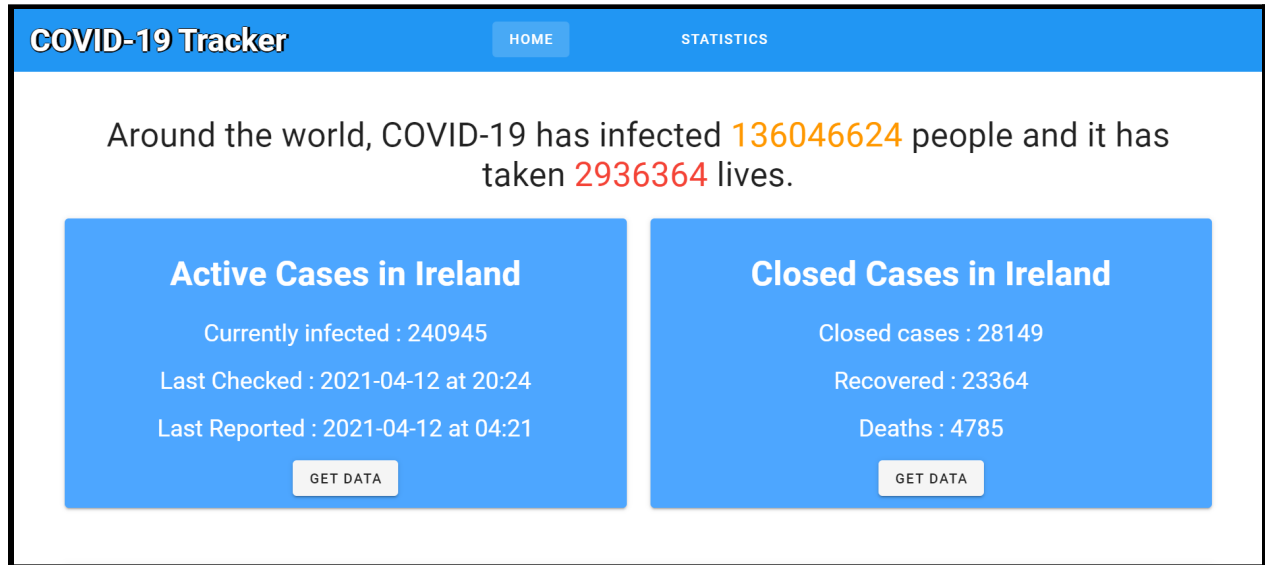 COVID-19 Tracker
HOME
STATISTICS
Around the world, COVID-19 has infected 136046624 people and it has
taken 2936364 lives.
Active Cases in Ireland
Currently infected : 240945
Last Checked : 2021-04-12 at 20:24
Last Reported : 2021-04-12 at 04:21
GET DATA
Closed Cases in Ireland
Closed cases : 28149
Recovered : 23364
Deaths : 4785
GET DATA